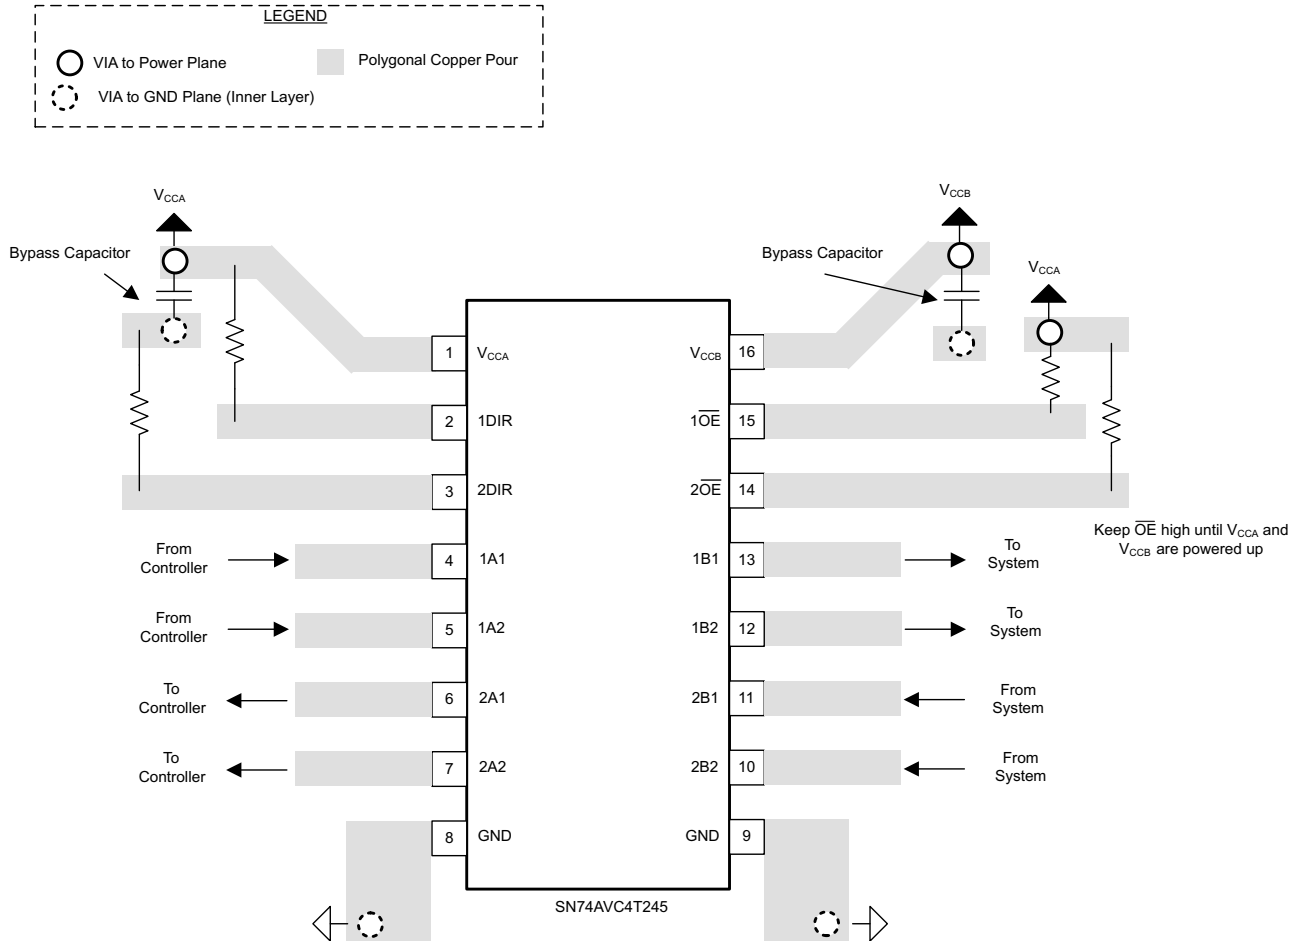 LEGEND
VIA to Power Plane
Polygonal Copper Pour
VIA to GND Plane (Inner Layer)
VCCA
VCCB
Bypass Capacitor
Bypass Capacitor
VCCA
1 VCCA
VCCB 16
2 1DIR
1OE 15
3 2DIR
2OE 14
Keep OE high until VCCA and
VCCB are powered up
From
Controller
4 1A1
1B1 13
To
System
From
Controller
5 1A2
1B2 12
To
System
To
Controller
6 2A1
2B1 11
From
System
To
Controller
7 2A2
2B2 10
From
System
8 GND
GND 9
SN74AVC4T245